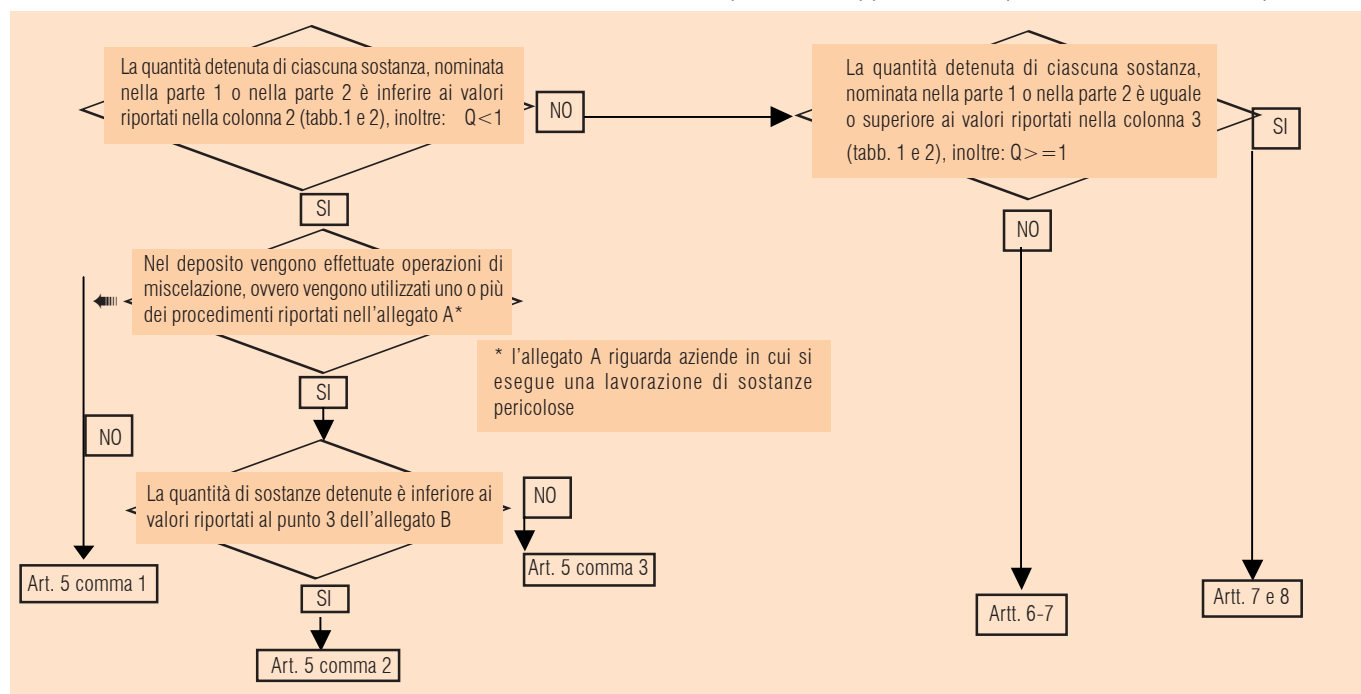 La quantità detenuta di ciascuna sostanza, nominata
nella parte 1 o nella parte 2 è inferire ai valori
riportati nella colonna 2 (tabb.1 e 2), inoltre: Q<1
NO
La quantità detenuta di ciascuna sostanza,
nominata nella parte 1 o nella parte 2 è uguale
o superiore ai valori riportati nella colonna 3
(tabb. 1 e 2), inoltre: Q>=1
SI
SI
NO
Nel deposito vengono effettuate operazioni di
miscelazione, ovvero vengono utilizzati uno o più
dei procedimenti riportati nell'allegato A*
* l'allegato A riguarda aziende in cui si
esegue una lavorazione di sostanze
pericolose
SI
NO
La quantità di sostanze detenute è inferiore ai
valori riportati al punto 3 dell'allegato B
NO
Art. 5 comma 1
Art. 5 comma 3
SI
Art. 5 comma 2
Artt. 6-7
Artt. 7 e 8